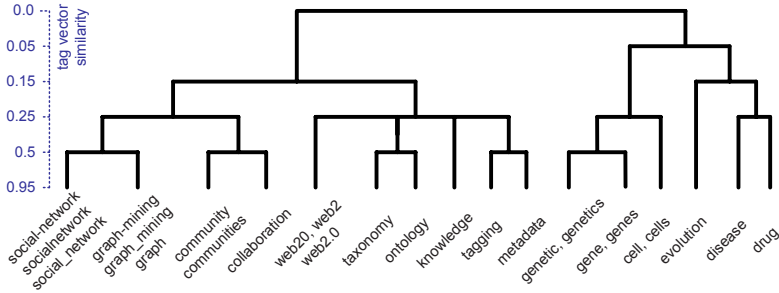 0.0
0.05
0.15
0.25
0.5
0.95
tag vector
similarity
social-network
socialnetwork
social_network
graph-mining
graph_mining
graph
community
communities
collaboration
web20, web2
web2.0
taxonomy
ontology
knowledge
tagging
metadata
genetic, genetics
gene, genes
cell, cells
evolution
disease
drug